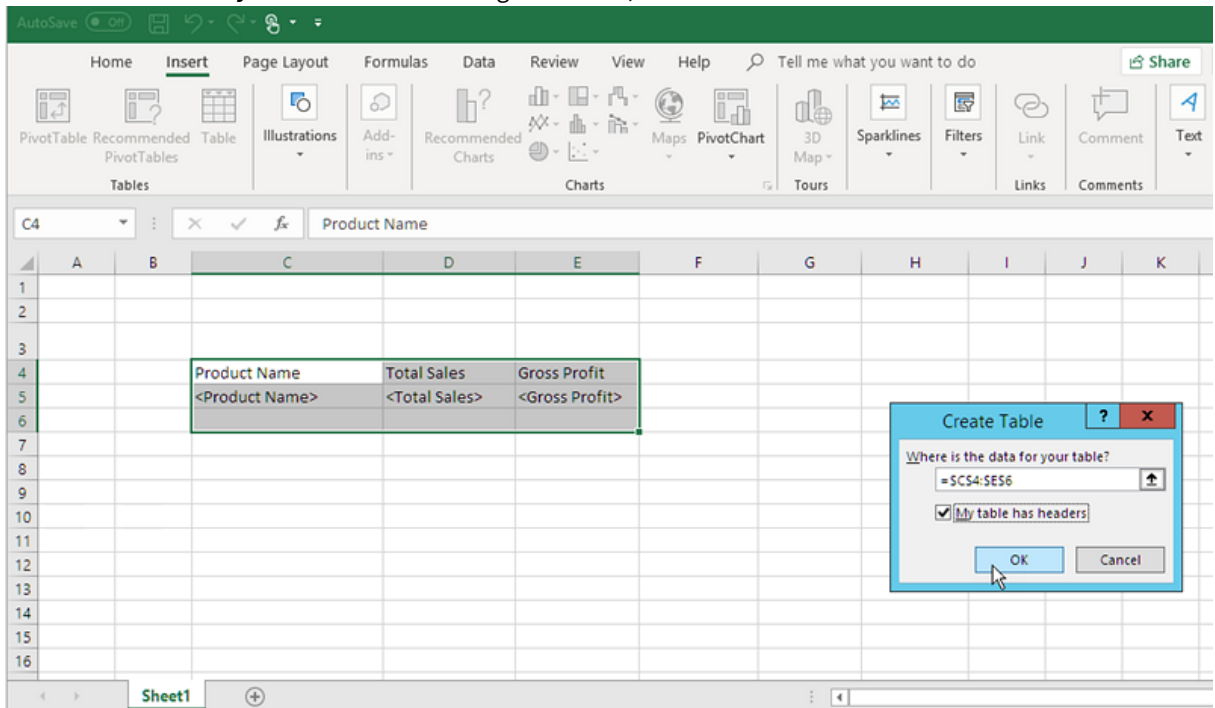 AutoSave Off
Home Insert Page Layout Formulas Data Review View Help Tell me what you want to do Share
PivotTable Recommended PivotTables Table Illustrations Add-ins Recommended Charts Maps PivotChart 3D Map Sparklines Filters Link Comment Text
Tables Charts Tours Links Comments
C4 fx Product Name
A B C D E F G H I J K
1
2
3
4 Product Name Total Sales Gross Profit
5 <Product Name> <Total Sales> <Gross Profit>
6
7
8
9
10
11
12
13
14
15
16
Create Table ? X
Where is the data for your table?
=$C$4:$E$6
My table has headers
OK Cancel
Sheet1